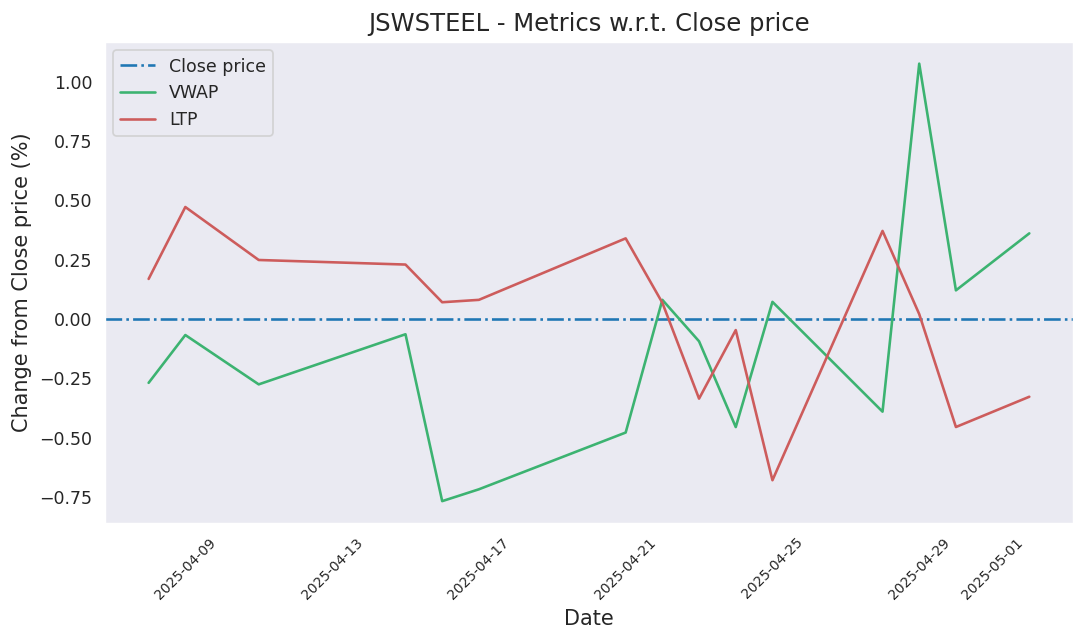 JSWSTEEL - Metrics w.r.t. Close price
Close price
VWAP
LTP
Change from Close price (%)
1.00
0.75
0.50
0.25
0.00
−0.25
−0.50
−0.75
2025-04-09
2025-04-13
2025-04-17
2025-04-21
2025-04-25
2025-04-29
2025-05-01
Date